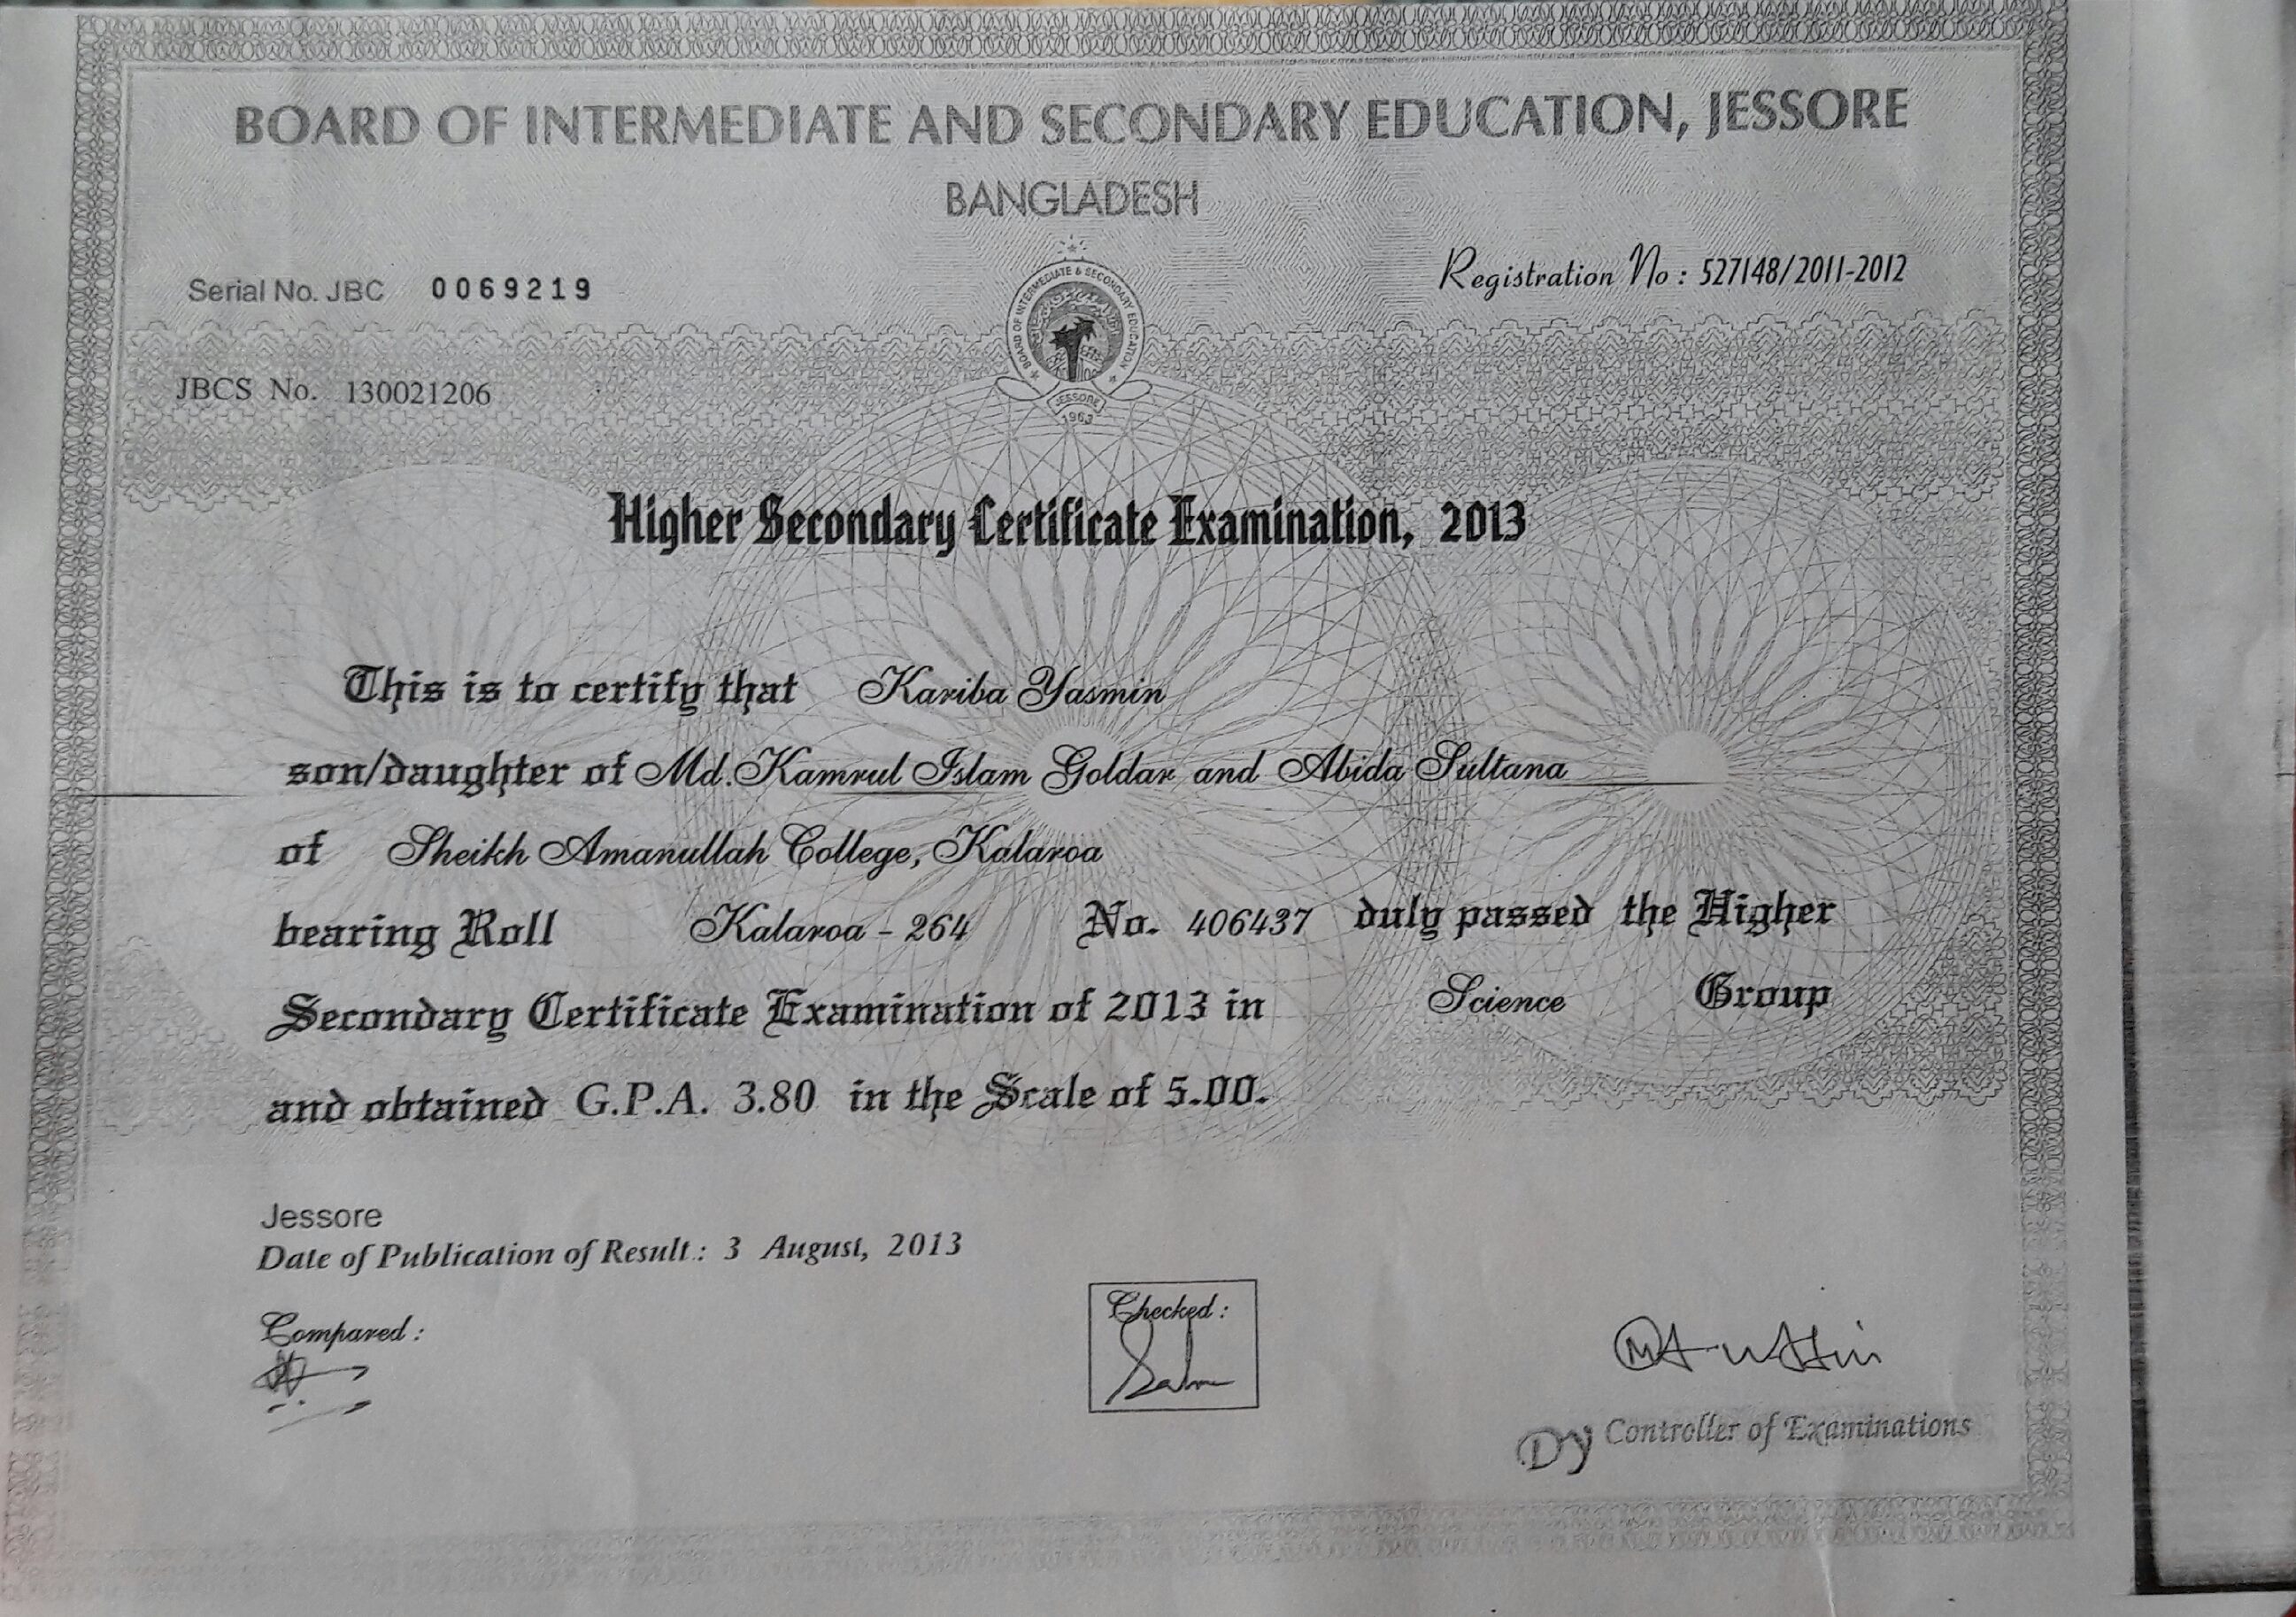 BOARD OF INTERMEDIATE AND SECONDARY EDUCATION, JESSORE
BANGLADESH
Serial No. JBC 0069219
Registration No : 527148/2011-2012
BOARD OF INTERMEDIATE & SECONDARY EDUCATION
JESSORE
1963
JBCS No. 130021206
Higher Secondary Certificate Examination, 2013
This is to certify that Kariba Yasmin
son/daughter of Md.Kamrul Islam Goldar and Abida Sultana
of Sheikh Amanullah College, Kalaroa
bearing Roll Kalaroa - 264 No. 406437 duly passed the Higher
Secondary Certificate Examination of 2013 in Science Group
and obtained G.P.A. 3.80 in the Scale of 5.00.
Jessore
Date of Publication of Result : 3 August, 2013
Compared :
Checked :
Dy Controller of Examinations